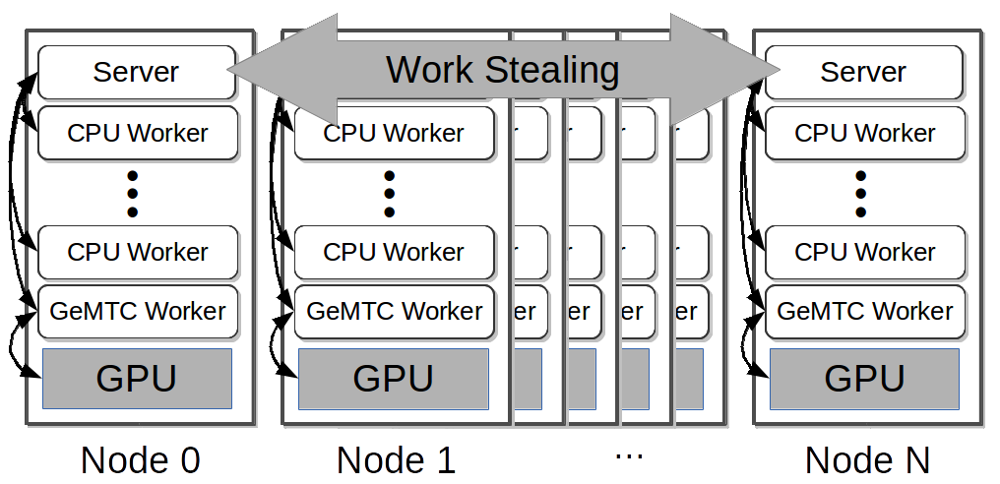 Work Stealing
Server
CPU Worker
CPU Worker
GeMTC Worker
GPU
Node 0
CPU Worker
CPU Worker
GeMTC Worker
GPU
Node 1
...
Server
CPU Worker
CPU Worker
GeMTC Worker
GPU
Node N